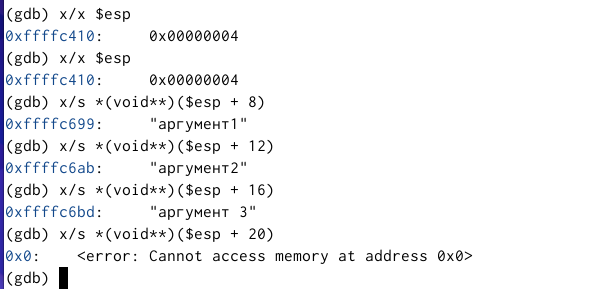 (gdb) x/x $esp
0xffffc410:     0x00000004
(gdb) x/x $esp
0xffffc410:     0x00000004
(gdb) x/s *(void**)($esp + 8)
0xffffc699:     "аргумент1"
(gdb) x/s *(void**)($esp + 12)
0xffffc6ab:     "аргумент2"
(gdb) x/s *(void**)($esp + 16)
0xffffc6bd:     "аргумент 3"
(gdb) x/s *(void**)($esp + 20)
0x0:    <error: Cannot access memory at address 0x0>
(gdb)